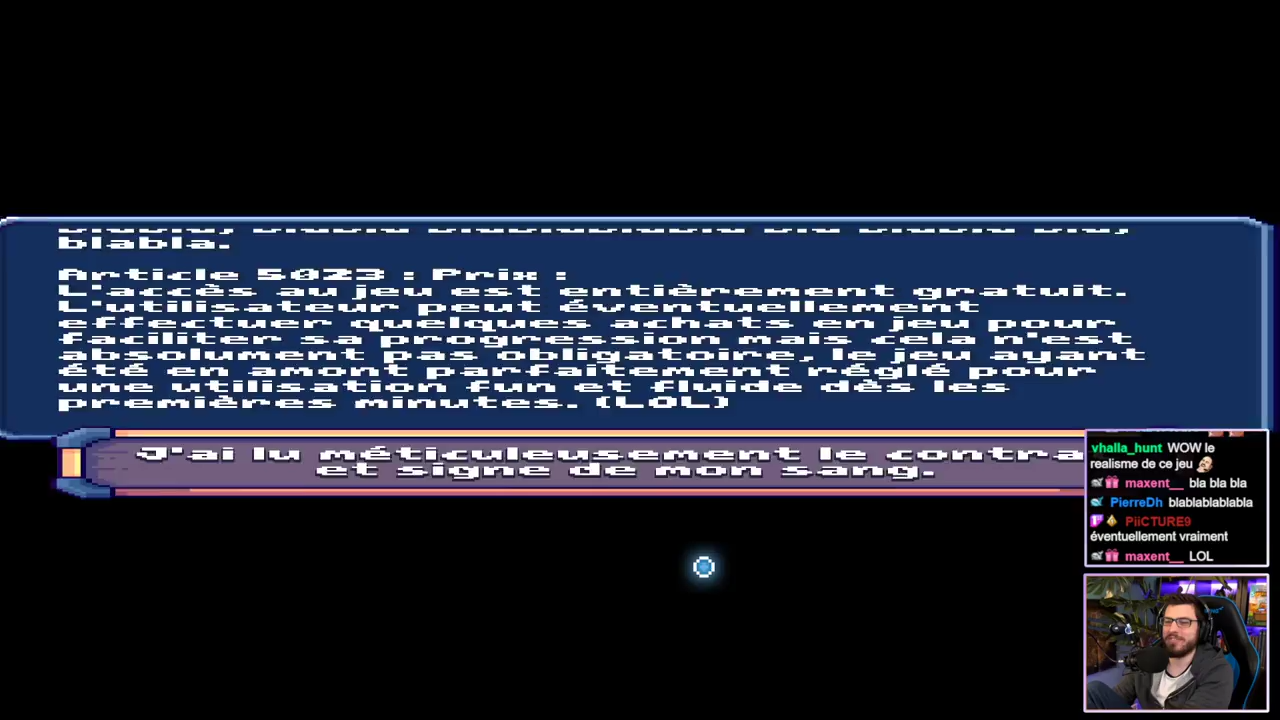 blabla.
Article 5023 : Prix :
L'accès au jeu est entièrement gratuit.
L'utilisateur peut éventuellement
effectuer quelques achats en jeu pour
faciliter sa progression mais cela n'est
absolument pas obligatoire, le jeu ayant
été en amont parfaitement réglé pour
une utilisation fun et fluide dès les
premières minutes. (LOL)
J'ai lu méticuleusement le contra
et signe de mon sang.
vhalla_hunt WOW le
realisme de ce jeu
maxent__ bla bla bla
PierreDh blablablablabla
PiiCTURE9
éventuellement vraiment
maxent__ LOL